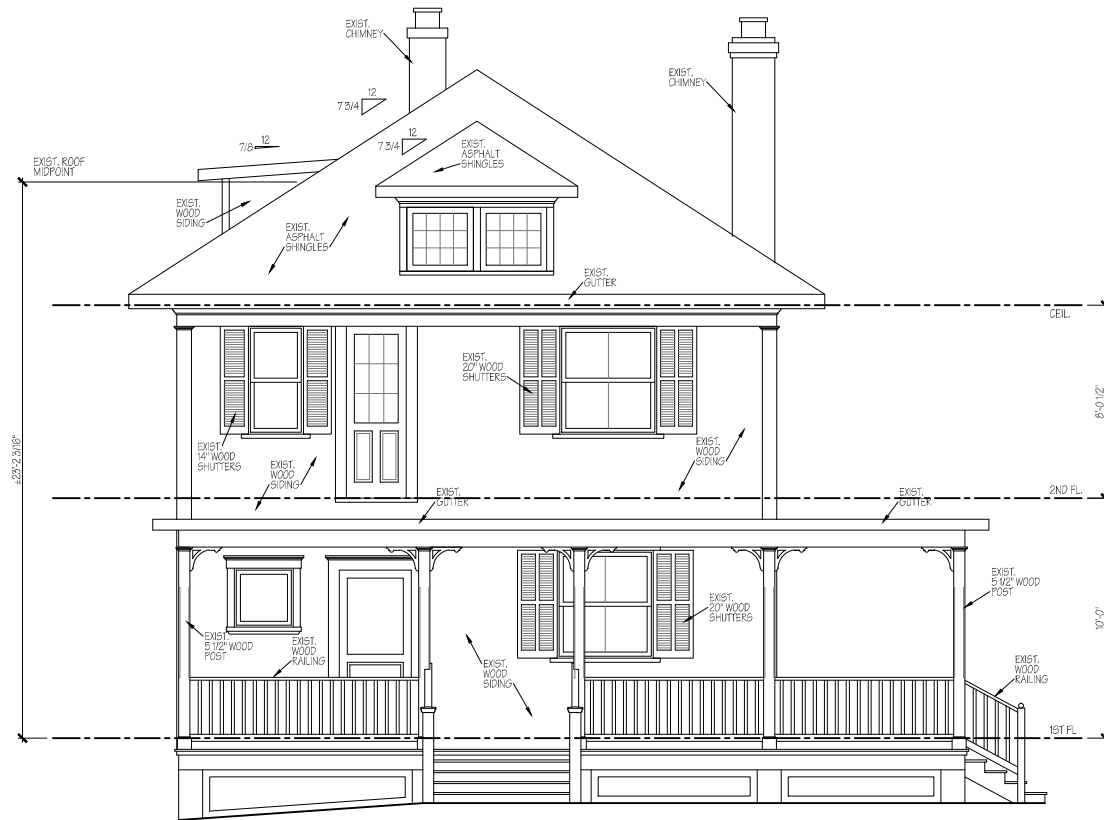 EXIST.
CHIMNEY
EXIST.
CHIMNEY
12
7 3/4
12
7 3/4
12
7/8
EXIST.
ASPHALT
SHINGLES
EXIST. ROOF
MIDPOINT
EXIST.
WOOD
SIDING
EXIST.
ASPHALT
SHINGLES
EXIST.
GUTTER
CEIL.
EXIST.
20" WOOD
SHUTTERS
8'-0 1/2"
EXIST.
14" WOOD
SHUTTERS
EXIST.
WOOD
SIDING
EXIST.
WOOD
SIDING
±23'-2 3/16"
2ND FL.
EXIST.
GUTTER
EXIST.
GUTTER
EXIST.
5 1/2" WOOD
POST
EXIST.
20" WOOD
SHUTTERS
10'-0"
EXIST.
5 1/2" WOOD
POST
EXIST.
WOOD
RAILING
EXIST.
WOOD
SIDING
EXIST.
WOOD
RAILING
1ST FL